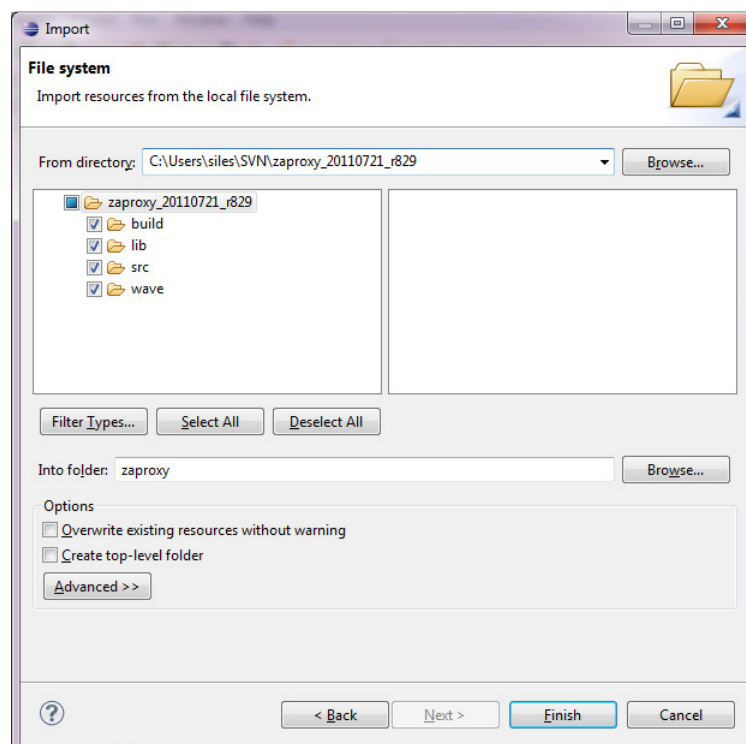 Import
File system
Import resources from the local file system.
From directory: C:\Users\siles\SVN\zaproxy_20110721_r829 Browse...
zaproxy_20110721_r829
build
lib
src
wave
Filter Types... Select All Deselect All
Into folder: zaproxy Browse...
Options
Overwrite existing resources without warning
Create top-level folder
Advanced >>
? < Back Next > Finish Cancel